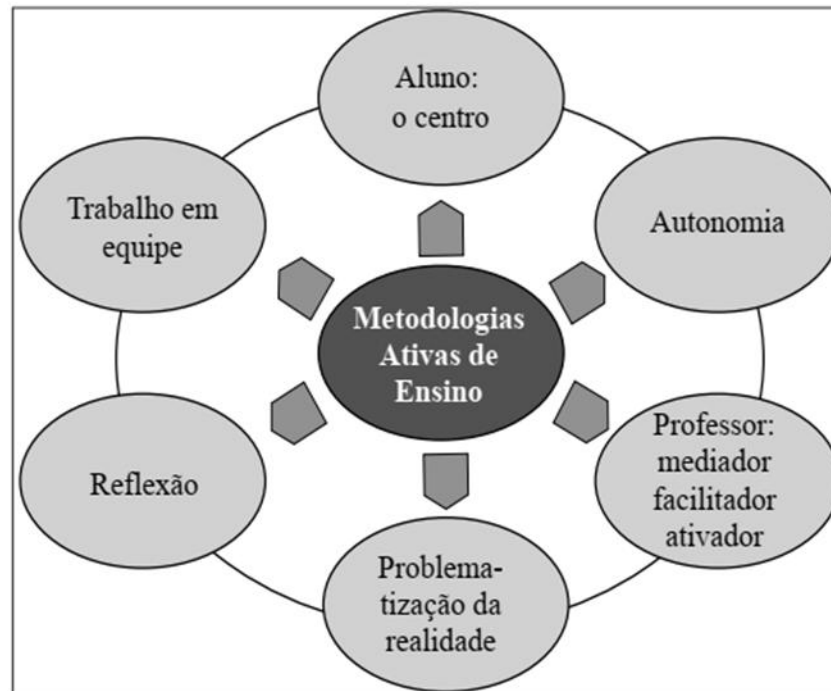 Aluno:
o centro
Autonomia
Professor:
mediador
facilitador
ativador
Problema-
tização da
realidade
Reflexão
Trabalho em
equipe
Metodologias
Ativas de
Ensino